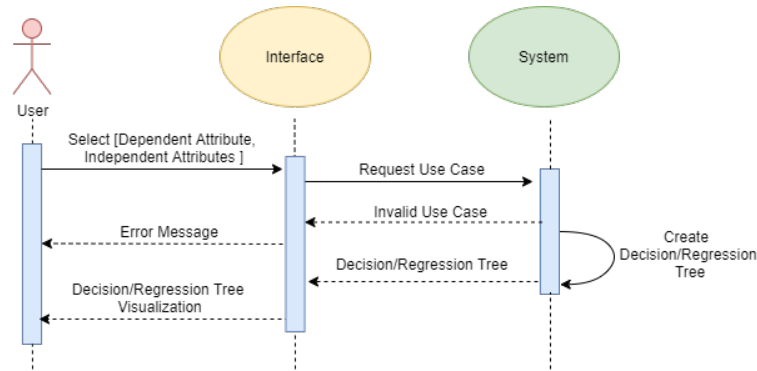 Interface
System
User
Select [Dependent Attribute,
Independent Attributes ]
Request Use Case
Invalid Use Case
Error Message
Create
Decision/Regression
Tree
Decision/Regression Tree
Decision/Regression Tree
Visualization